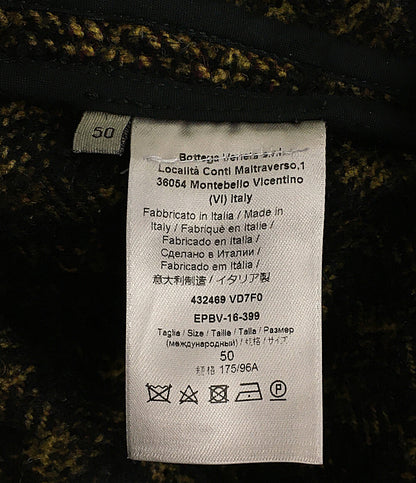 50
Bottega Veneta s.r.l.
Località Conti Maltraverso,1
36054 Montebello Vicentino
(VI) Italy
Fabbricato in Italia / Made in
Italy / Fabriqué en Italie /
Fabricado en Italia /
Сделано в Италии /
Fabricado em Itália /
意大利制造 / イタリア製
432469 VD7F0
EPBV-16-399
Taglia / Size / Taille / Talla / Размер
(международный) / 规格 / サイズ
50
规格 175/96A
P